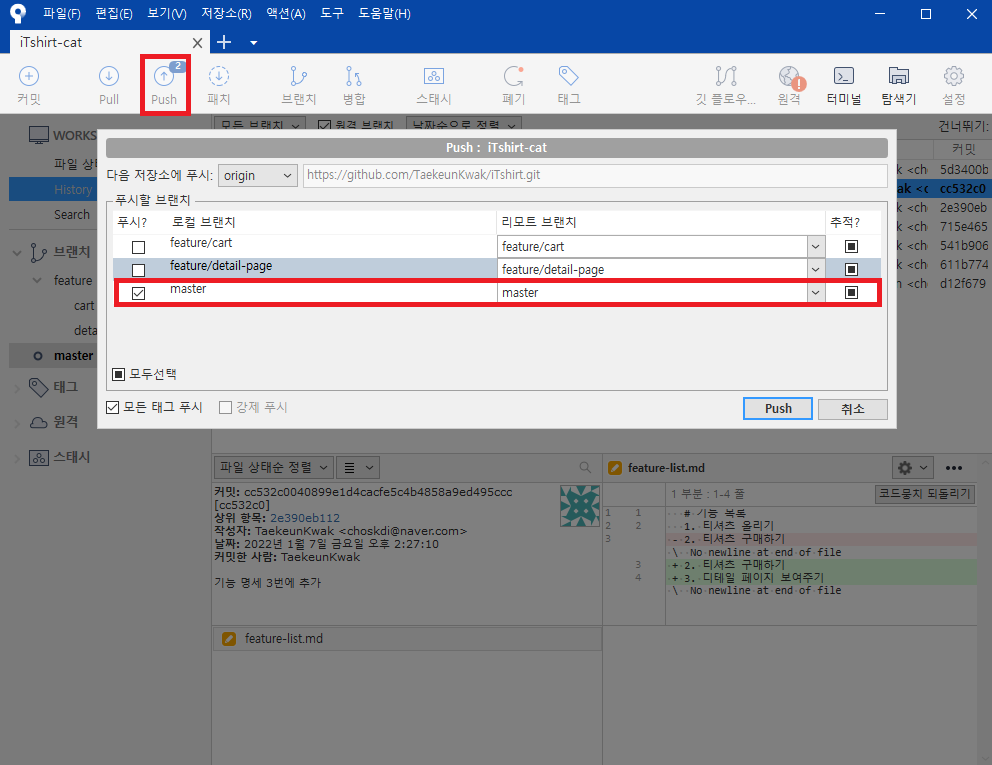 파일(F) 편집(E) 보기(V) 저장소(R) 액션(A) 도구 도움말(H)
iTshirt-cat
2
커밋 Pull Push 패치 브랜치 병합 스태시 폐기 태그 깃 플로우... 원격 터미널 탐색기 설정
모든 브랜치 원격 브랜치 날짜순으로 정렬 건너뛰기:
WORKS
커밋
Push : iTshirt-cat
파일 상태
k <cho 5d3400b
다음 저장소에 푸시: origin https://github.com/TaekeunKwak/iTshirt.git
History
ak <c cc532c0
푸시할 브랜치
k <cho 2e390eb
Search
푸시? 로컬 브랜치 리모트 브랜치 추적?
k <cho 715e465
feature/cart feature/cart
k <cho 541b906
브랜치
feature/detail-page feature/detail-page
k <cho 611b774
feature
master master
n <cho d12f679
cart
detai
master
모두선택
태그
모든 태그 푸시 강제 푸시 Push 취소
원격
스태시
파일 상태순 정렬
feature-list.md
커밋: cc532c0040899e1d4cacfe5c4b4858a9ed495ccc
[cc532c0]
상위 항목: 2e390eb112
작성자: TaekeunKwak <choskdi@naver.com>
날짜: 2022년 1월 7일 금요일 오후 2:27:10
커밋한 사람: TaekeunKwak
기능 명세 3번에 추가
feature-list.md
1 부분 : 1-4 줄 코드뭉치 되돌리기
1 1 # 기능 목록
2 2 1. 티셔츠 올리기
3 - 2. 티셔츠 구매하기
\ No newline at end of file
3 + 2. 티셔츠 구매하기
4 + 3. 디테일 페이지 보여주기
\ No newline at end of file